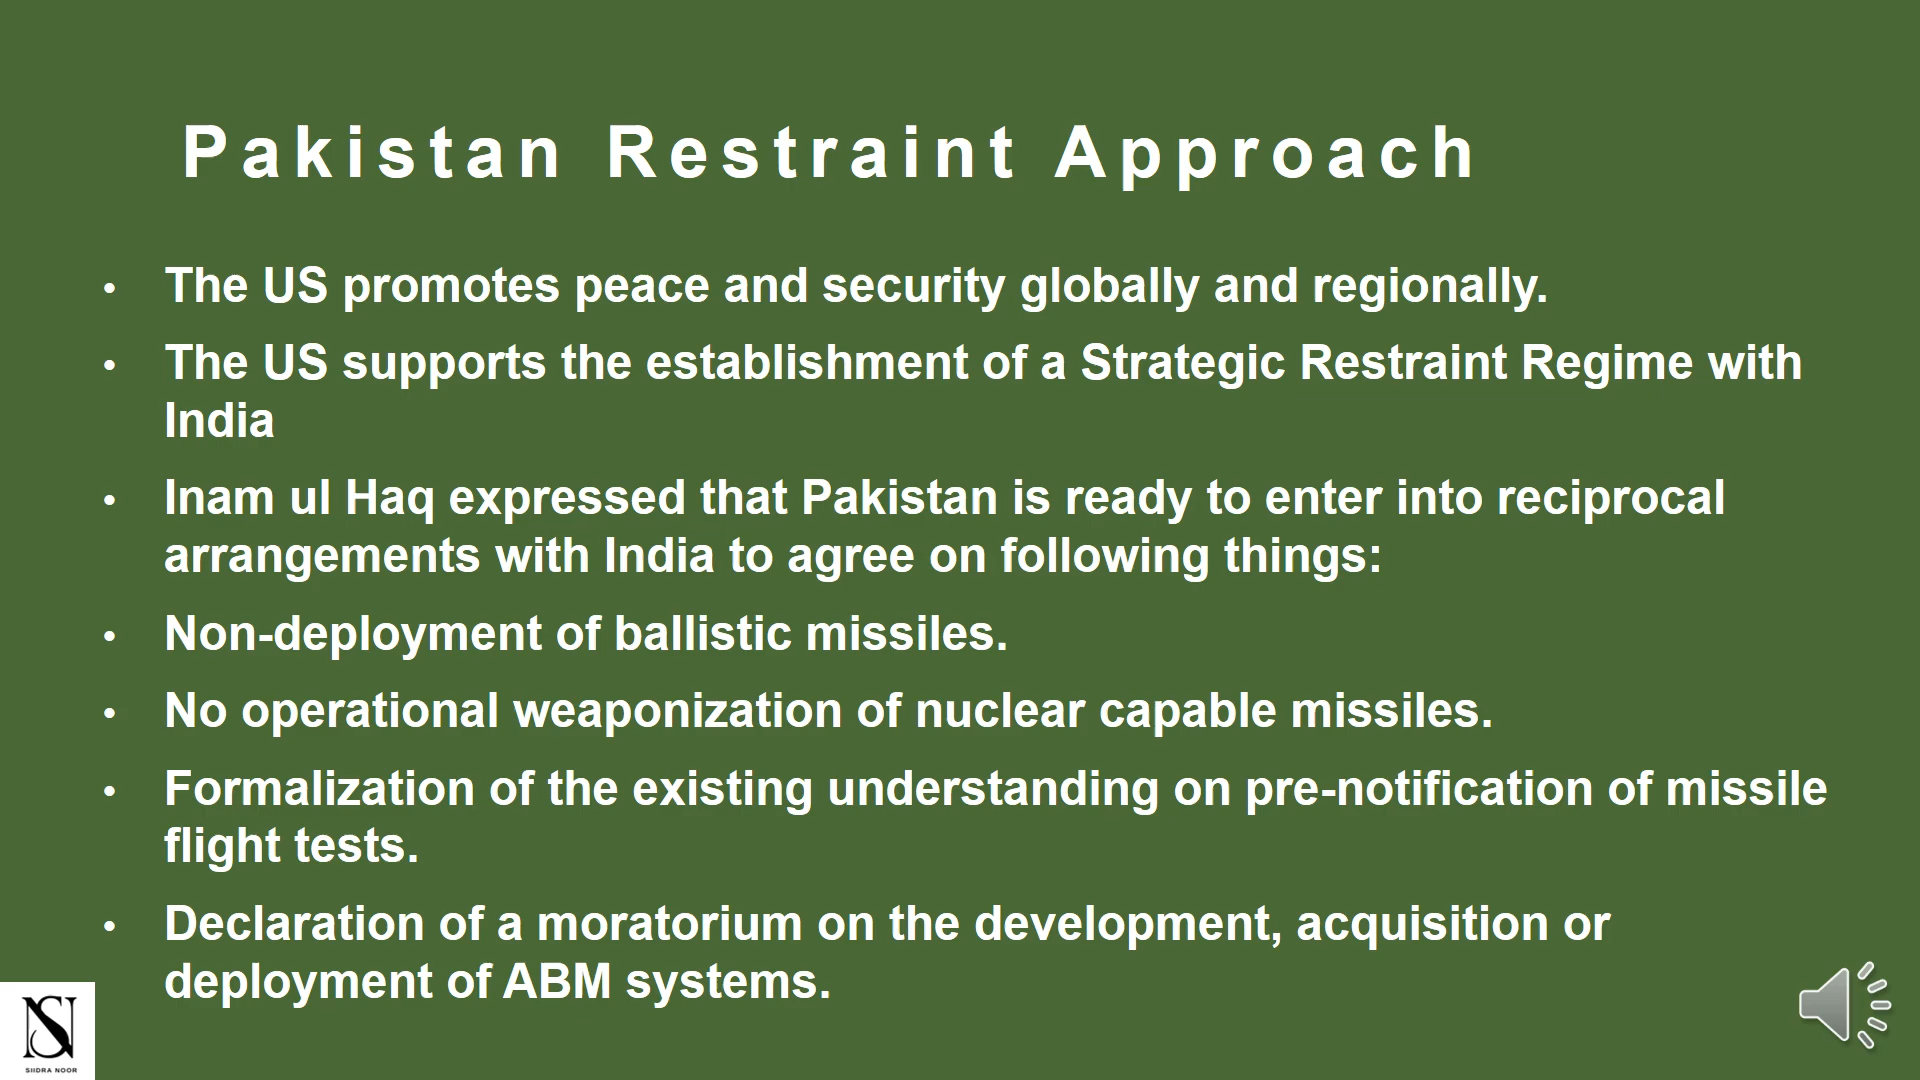 Pakistan Restraint Approach
• The US promotes peace and security globally and regionally.
• The US supports the establishment of a Strategic Restraint Regime with
India
• Inam ul Haq expressed that Pakistan is ready to enter into reciprocal
arrangements with India to agree on following things:
• Non-deployment of ballistic missiles.
• No operational weaponization of nuclear capable missiles.
• Formalization of the existing understanding on pre-notification of missile
flight tests.
• Declaration of a moratorium on the development, acquisition or
deployment of ABM systems.
SN
SIIDRA NOOR